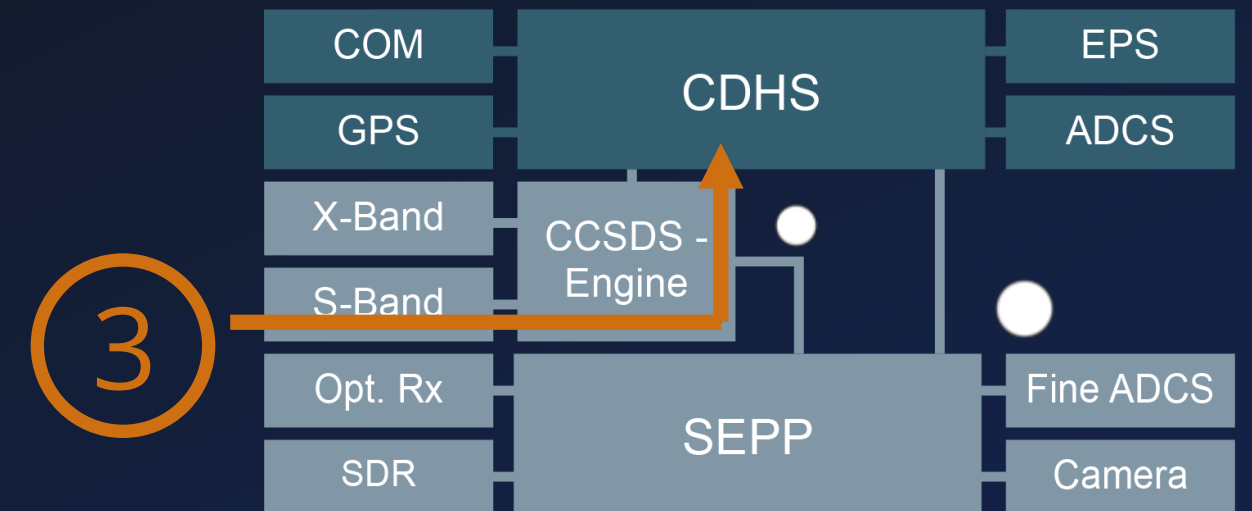 COM
CDHS
EPS
GPS
ADCS
X-Band
CCSDS -
Engine
S-Band
3
Opt. Rx
SEPP
Fine ADCS
SDR
Camera